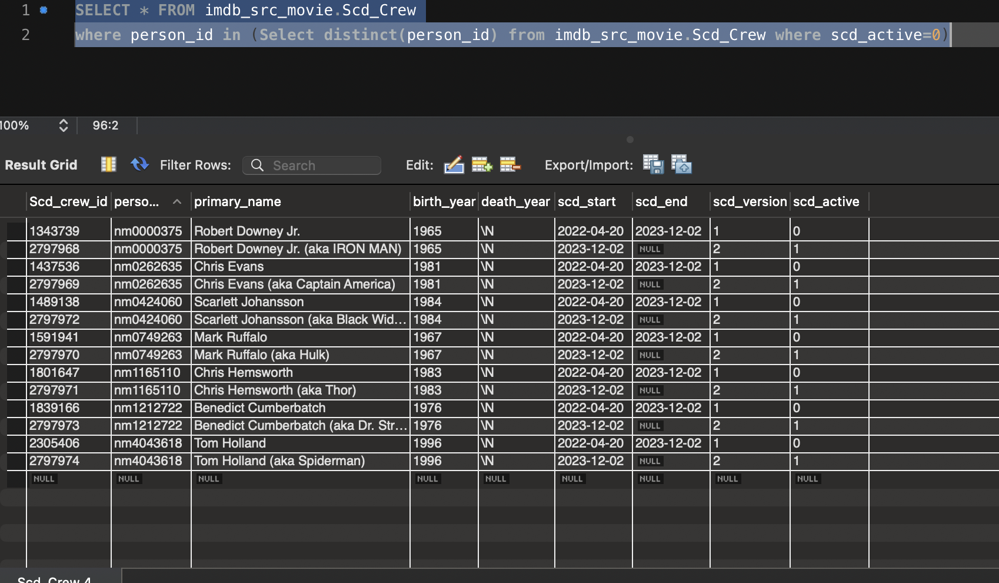 1 SELECT * FROM imdb_src_movie.Scd_Crew
2 where person_id in (Select distinct(person_id) from imdb_src_movie.Scd_Crew where scd_active=0)
100% 96:2
Result Grid Filter Rows: Search Edit: Export/Import:
Scd_crew_id perso... primary_name birth_year death_year scd_start scd_end scd_version scd_active
1343739 nm0000375 Robert Downey Jr. 1965 \N 2022-04-20 2023-12-02 1 0
2797968 nm0000375 Robert Downey Jr. (aka IRON MAN) 1965 \N 2023-12-02 NULL 2 1
1437536 nm0262635 Chris Evans 1981 \N 2022-04-20 2023-12-02 1 0
2797969 nm0262635 Chris Evans (aka Captain America) 1981 \N 2023-12-02 NULL 2 1
1489138 nm0424060 Scarlett Johansson 1984 \N 2022-04-20 2023-12-02 1 0
2797972 nm0424060 Scarlett Johansson (aka Black Wid... 1984 \N 2023-12-02 NULL 2 1
1591941 nm0749263 Mark Ruffalo 1967 \N 2022-04-20 2023-12-02 1 0
2797970 nm0749263 Mark Ruffalo (aka Hulk) 1967 \N 2023-12-02 NULL 2 1
1801647 nm1165110 Chris Hemsworth 1983 \N 2022-04-20 2023-12-02 1 0
2797971 nm1165110 Chris Hemsworth (aka Thor) 1983 \N 2023-12-02 NULL 2 1
1839166 nm1212722 Benedict Cumberbatch 1976 \N 2022-04-20 2023-12-02 1 0
2797973 nm1212722 Benedict Cumberbatch (aka Dr. Str... 1976 \N 2023-12-02 NULL 2 1
2305406 nm4043618 Tom Holland 1996 \N 2022-04-20 2023-12-02 1 0
2797974 nm4043618 Tom Holland (aka Spiderman) 1996 \N 2023-12-02 NULL 2 1
NULL NULL NULL NULL NULL NULL NULL NULL NULL
Scd_Crew 4